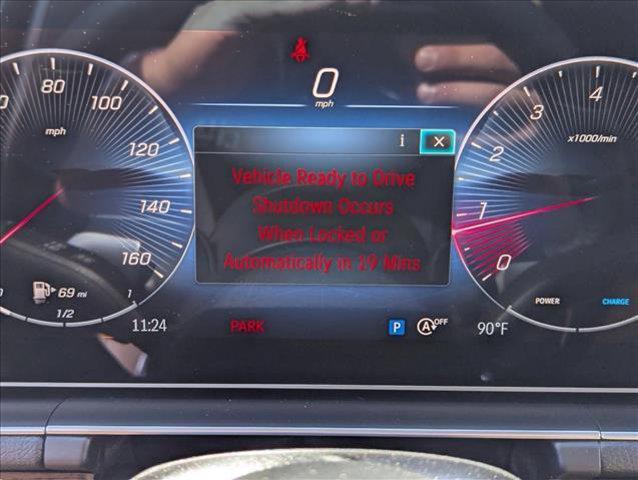 0
mph
80
100
mph
120
140
160
69 mi
1/2
1
11:24
i ×
Vehicle Ready to Drive
Shutdown Occurs
When Locked or
Automatically in 19 Mins
PARK
P
A OFF
4
3
x1000/min
2
1
0
POWER CHARGE
90°F